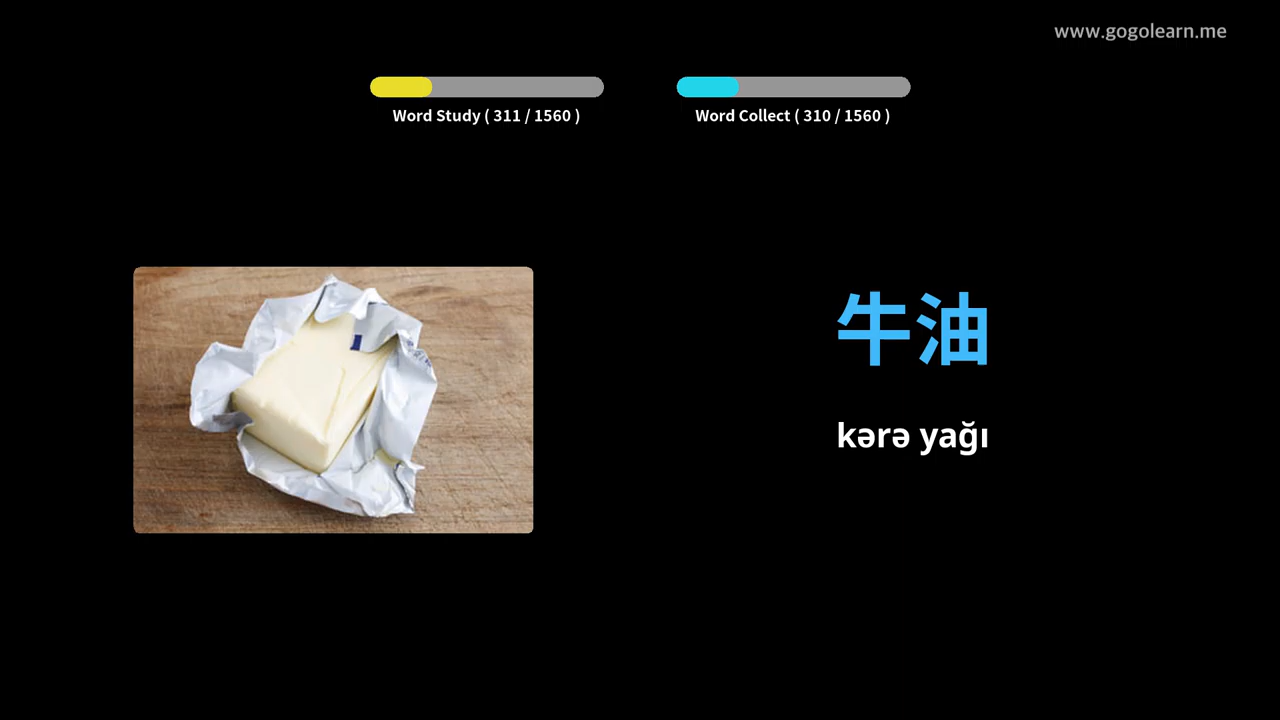 www.gogolearn.me
Word Study ( 311 / 1560 )
Word Collect ( 310 / 1560 )
牛油
kərə yağı